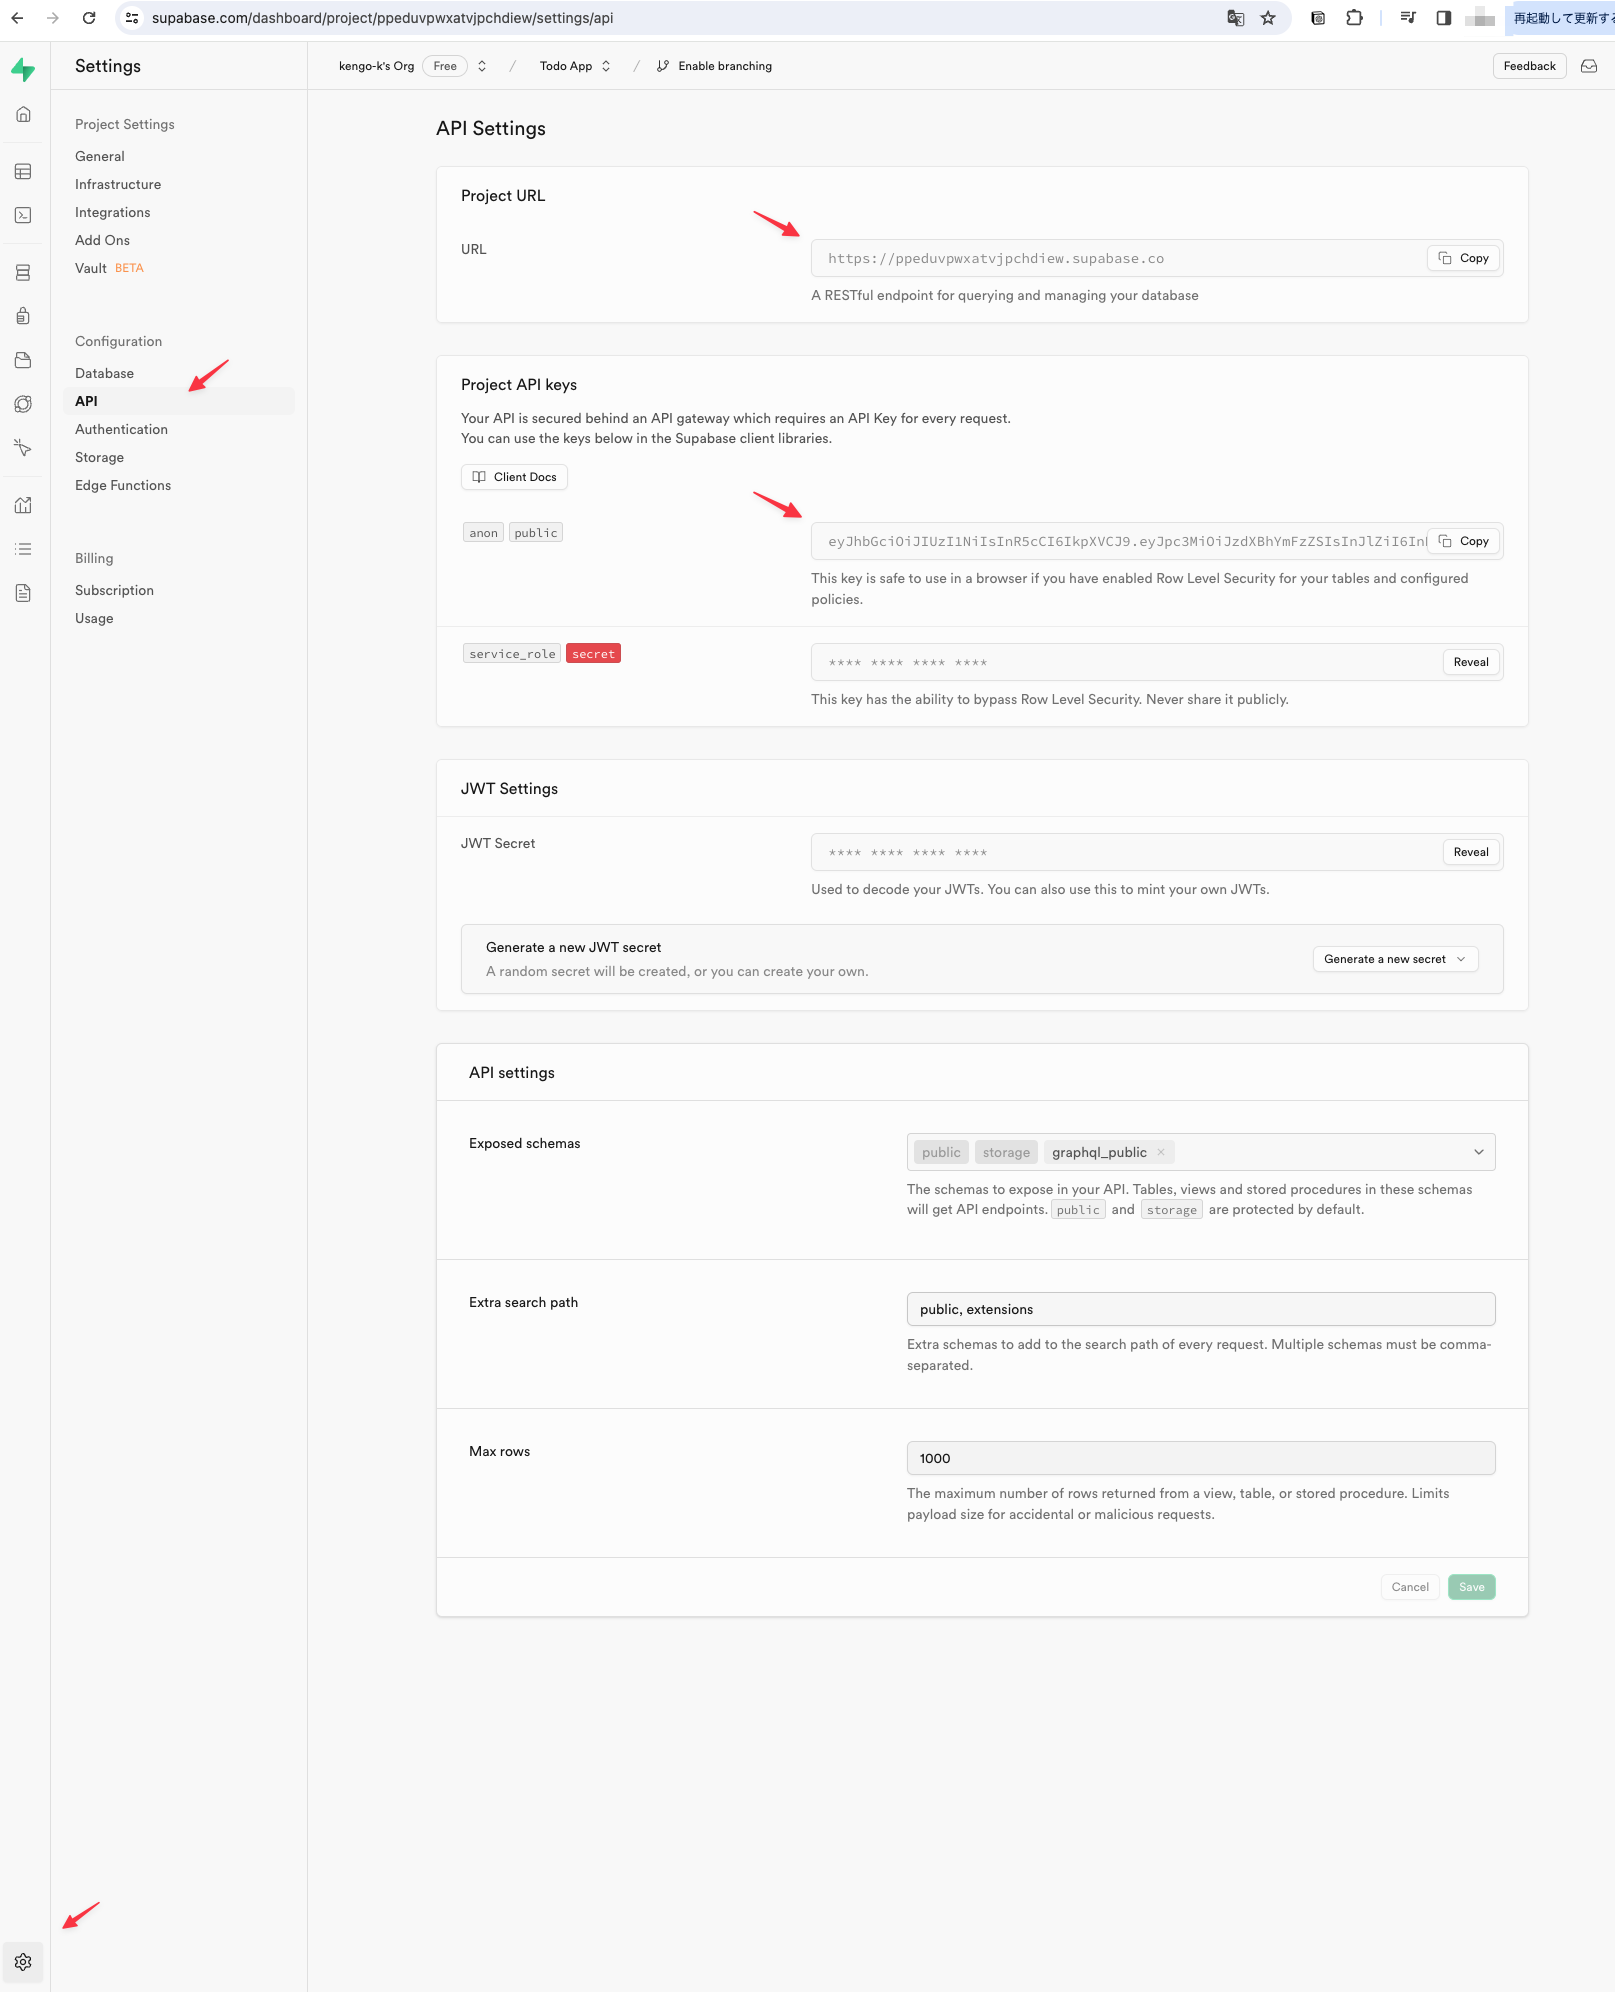 supabase.com/dashboard/project/ppeduvpwxatvjpchdiew/settings/api
再起動して更新する
Settings
kengo-k's Org Free / Todo App / Enable branching
Feedback
Project Settings
General
Infrastructure
Integrations
Add Ons
Vault BETA
Configuration
Database
API
Authentication
Storage
Edge Functions
Billing
Subscription
Usage
API Settings
Project URL
URL
https://ppeduvpwxatvjpchdiew.supabase.co
Copy
A RESTful endpoint for querying and managing your database
Project API keys
Your API is secured behind an API gateway which requires an API Key for every request.
You can use the keys below in the Supabase client libraries.
Client Docs
anon public
eyJhbGciOiJIUzI1NiIsInR5cCI6IkpXVCJ9.eyJpc3MiOiJzdXBhYmFzZSIsInJlZiI6In
Copy
This key is safe to use in a browser if you have enabled Row Level Security for your tables and configured
policies.
service_role secret
**** **** **** ****
Reveal
This key has the ability to bypass Row Level Security. Never share it publicly.
JWT Settings
JWT Secret
**** **** **** ****
Reveal
Used to decode your JWTs. You can also use this to mint your own JWTs.
Generate a new JWT secret
A random secret will be created, or you can create your own.
Generate a new secret
API settings
Exposed schemas
public storage graphql_public ×
The schemas to expose in your API. Tables, views and stored procedures in these schemas
will get API endpoints. public and storage are protected by default.
Extra search path
public, extensions
Extra schemas to add to the search path of every request. Multiple schemas must be comma-
separated.
Max rows
1000
The maximum number of rows returned from a view, table, or stored procedure. Limits
payload size for accidental or malicious requests.
Cancel
Save